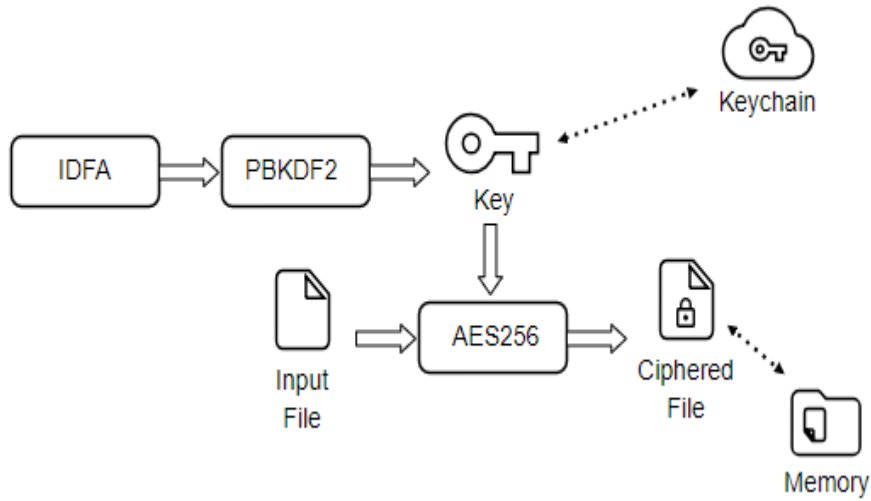 Keychain
IDFA
PBKDF2
Key
Input
File
AES256
Ciphered
File
Memory